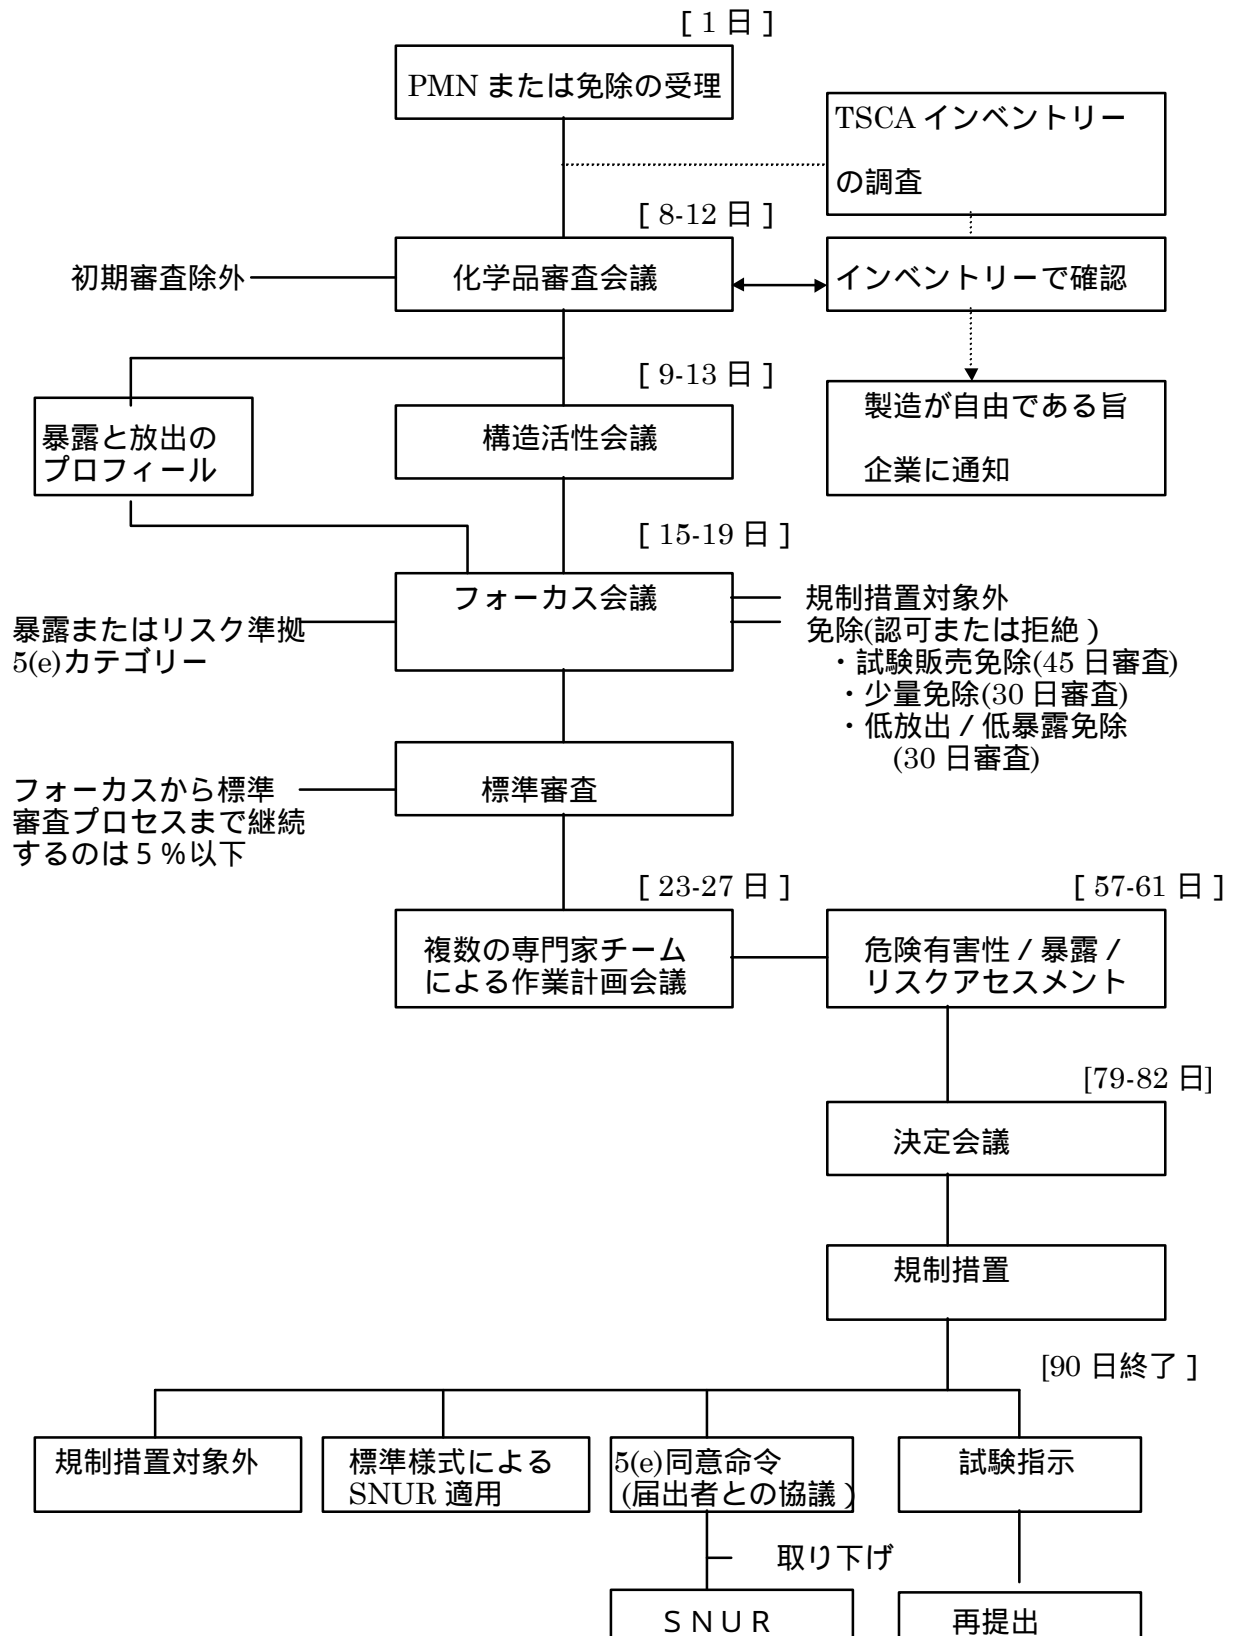 [ 1 日 ]
PMN または免除の受理
TSCA インベントリー
の調査
[ 8-12 日 ]
初期審査除外
化学品審査会議
インベントリーで確認
[ 9-13 日 ]
暴露と放出の
プロフィール
構造活性会議
製造が自由である旨
企業に通知
[ 15-19 日 ]
フォーカス会議
暴露またはリスク準拠
5(e)カテゴリー
規制措置対象外
免除(認可または拒絶 )
・試験販売免除(45 日審査)
・少量免除(30 日審査)
・低放出 / 低暴露免除
(30 日審査)
フォーカスから標準
審査プロセスまで継続
するのは 5 %以下
標準審査
[ 23-27 日 ]
[ 57-61 日 ]
複数の専門家チーム
による作業計画会議
危険有害性 / 暴露 /
リスクアセスメント
[79-82 日]
決定会議
規制措置
[90 日終了 ]
規制措置対象外
標準様式による
SNUR 適用
5(e)同意命令
(届出者との協議 )
試験指示
取り下げ
ＳＮＵＲ
再提出